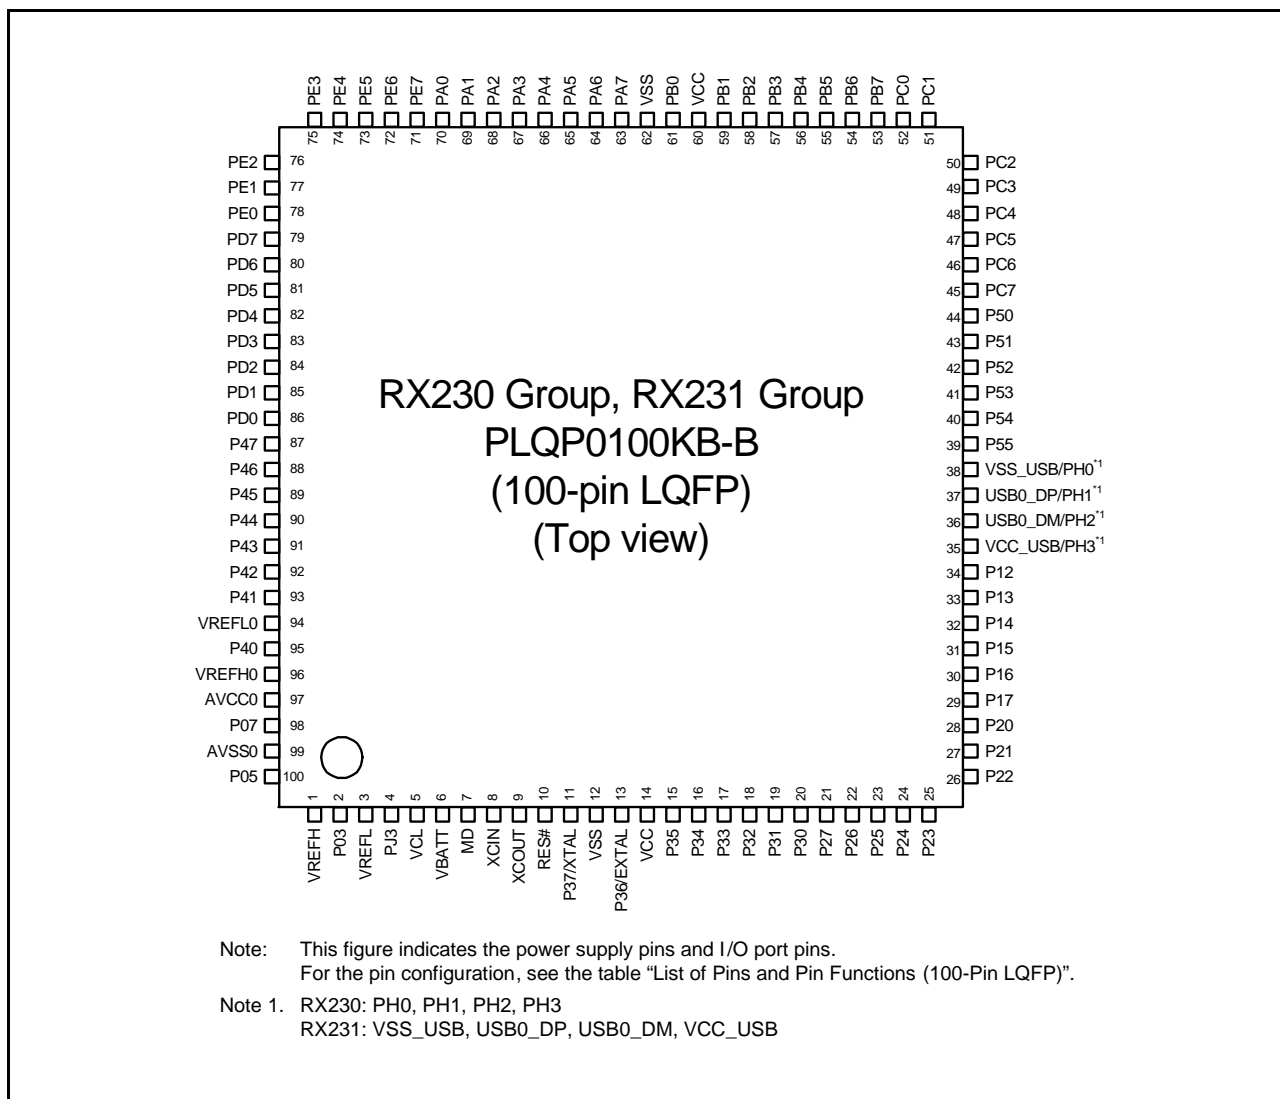 PE3 PE4 PE5 PE6 PE7 PA0 PA1 PA2 PA3 PA4 PA5 PA6 PA7 VSS PB0 VCC PB1 PB2 PB3 PB4 PB5 PB6 PB7 PC0 PC1
75 74 73 72 71 70 69 68 67 66 65 64 63 62 61 60 59 58 57 56 55 54 53 52 51
PE2 76 50 PC2
PE1 77 49 PC3
PE0 78 48 PC4
PD7 79 47 PC5
PD6 80 46 PC6
PD5 81 45 PC7
PD4 82 44 P50
PD3 83 43 P51
PD2 84 42 P52
PD1 85 41 P53
PD0 86 40 P54
P47 87 39 P55
P46 88 38 VSS_USB/PH0*1
P45 89 37 USB0_DP/PH1*1
P44 90 36 USB0_DM/PH2*1
P43 91 35 VCC_USB/PH3*1
P42 92 34 P12
P41 93 33 P13
VREFL0 94 32 P14
P40 95 31 P15
VREFH0 96 30 P16
AVCC0 97 29 P17
P07 98 28 P20
AVSS0 99 27 P21
P05 100 26 P22
RX230 Group, RX231 Group
PLQP0100KB-B
(100-pin LQFP)
(Top view)
1 2 3 4 5 6 7 8 9 10 11 12 13 14 15 16 17 18 19 20 21 22 23 24 25
VREFH P03 VREFL PJ3 VCL VBATT MD XCIN XCOUT RES# P37/XTAL VSS P36/EXTAL VCC P35 P34 P33 P32 P31 P30 P27 P26 P25 P24 P23
Note: This figure indicates the power supply pins and I/O port pins.
For the pin configuration, see the table “List of Pins and Pin Functions (100-Pin LQFP)”.
Note 1. RX230: PH0, PH1, PH2, PH3
RX231: VSS_USB, USB0_DP, USB0_DM, VCC_USB